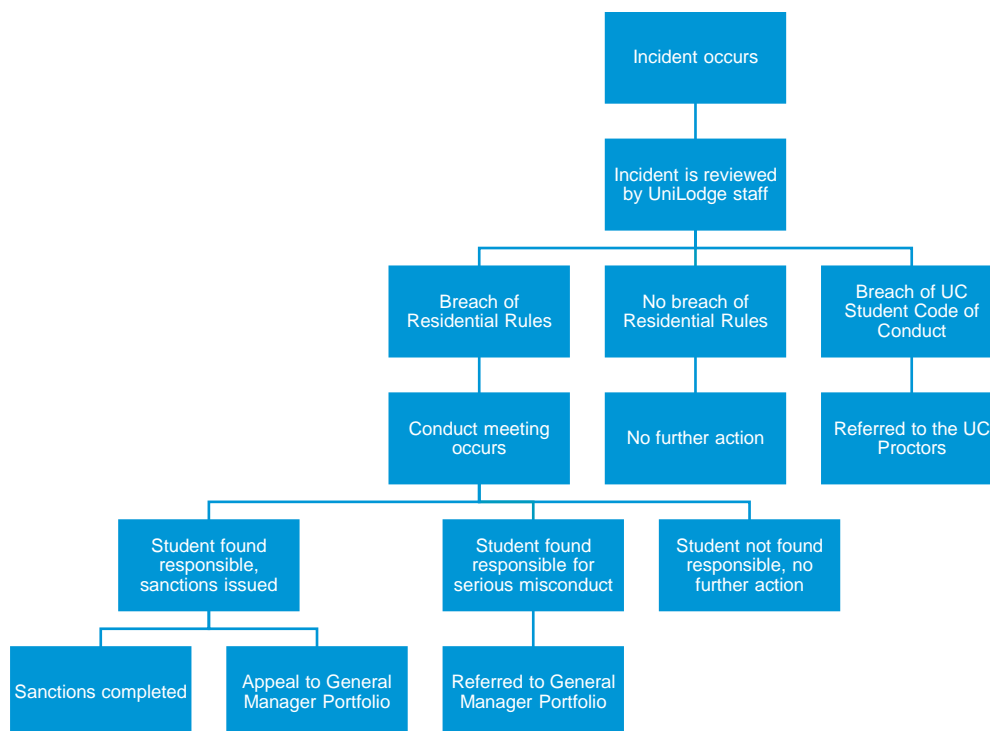 Incident occurs
Incident is reviewed
by UniLodge staff
Breach of
Residential Rules
No breach of
Residential Rules
Breach of UC
Student Code of
Conduct
Conduct meeting
occurs
No further action
Referred to the UC
Proctors
Student found
responsible,
sanctions issued
Student found
responsible for
serious misconduct
Student not found
responsible, no
further action
Sanctions completed
Appeal to General
Manager Portfolio
Referred to General
Manager Portfolio